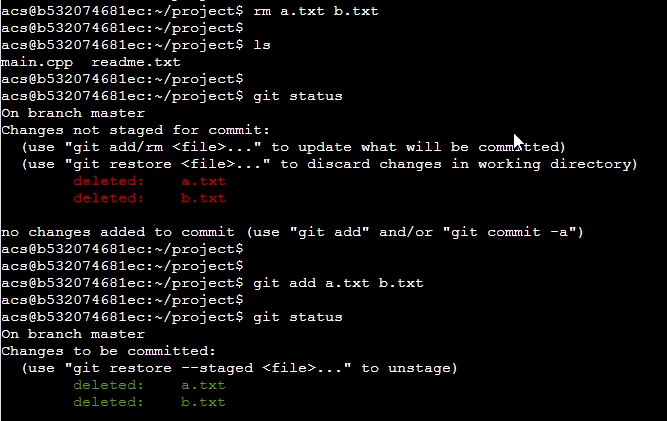 acs@b532074681ec:~/project$ rm a.txt b.txt
acs@b532074681ec:~/project$
acs@b532074681ec:~/project$ ls
main.cpp  readme.txt
acs@b532074681ec:~/project$
acs@b532074681ec:~/project$ git status
On branch master
Changes not staged for commit:
  (use "git add/rm <file>..." to update what will be committed)
  (use "git restore <file>..." to discard changes in working directory)
        deleted:    a.txt
        deleted:    b.txt

no changes added to commit (use "git add" and/or "git commit -a")
acs@b532074681ec:~/project$
acs@b532074681ec:~/project$
acs@b532074681ec:~/project$ git add a.txt b.txt
acs@b532074681ec:~/project$
acs@b532074681ec:~/project$ git status
On branch master
Changes to be committed:
  (use "git restore --staged <file>..." to unstage)
        deleted:    a.txt
        deleted:    b.txt